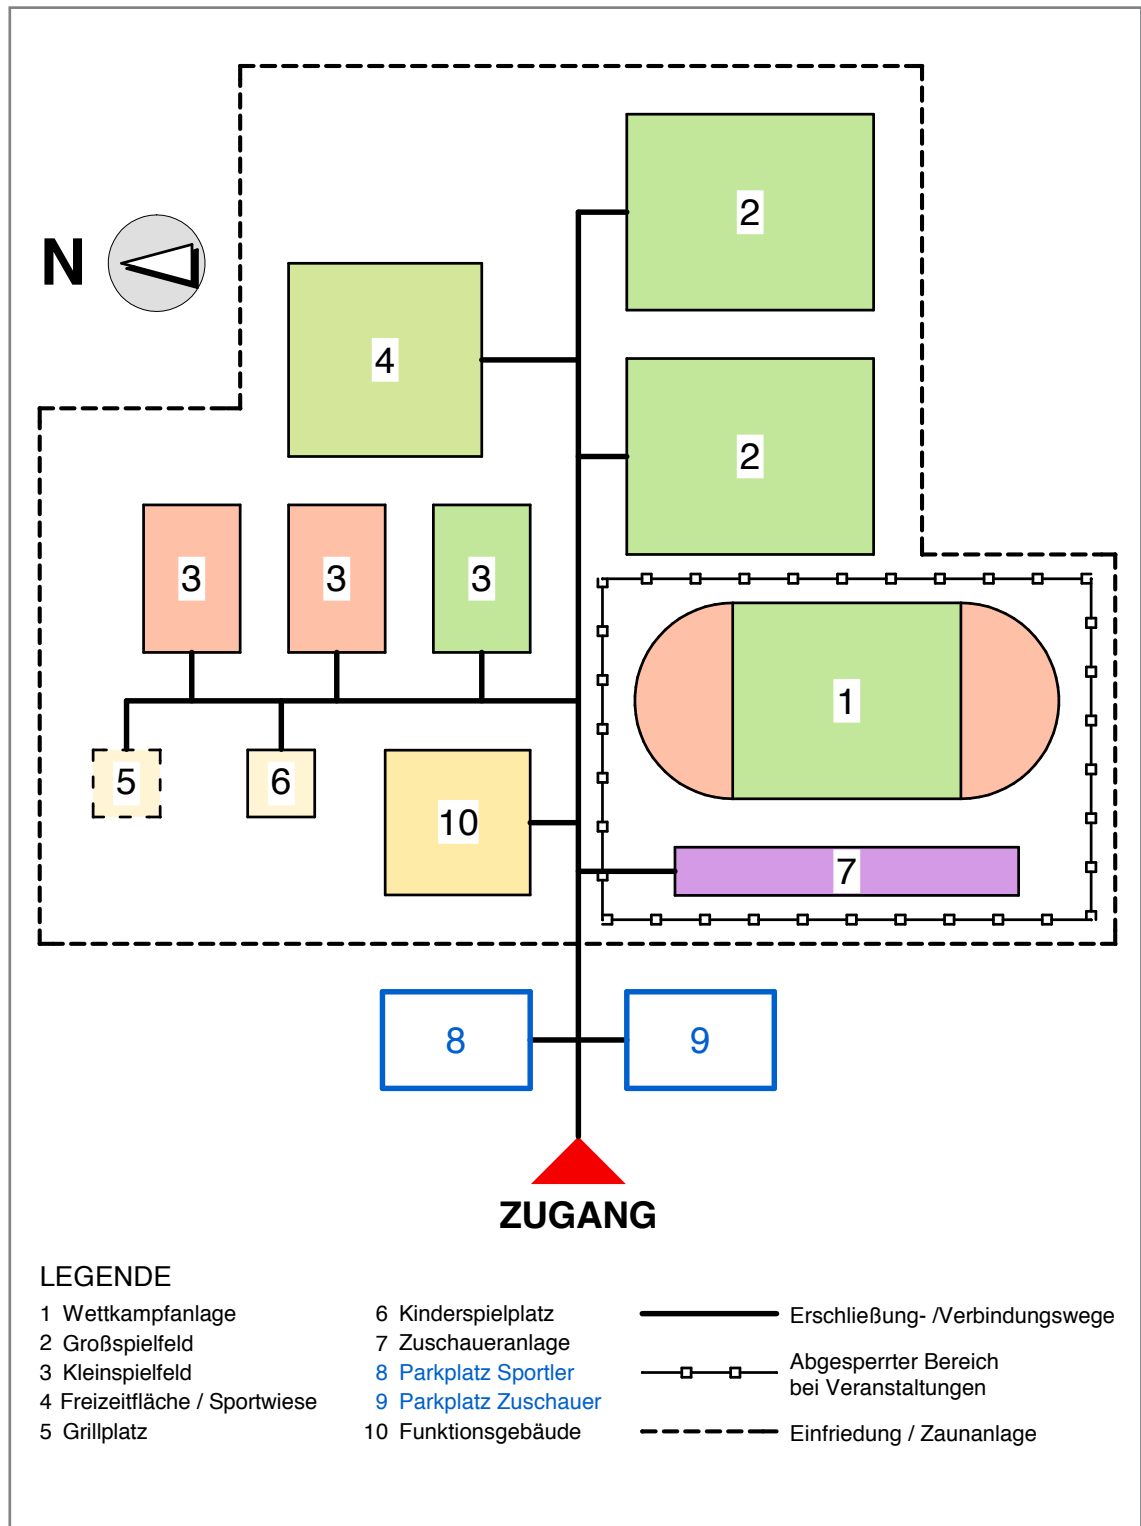 2
N
4
2
3
3
3
1
5
6
10
7
8
9
ZUGANG
LEGENDE
1 Wettkampfanlage
2 Großspielfeld
3 Kleinspielfeld
4 Freizeitfläche / Sportwiese
5 Grillplatz
6 Kinderspielplatz
7 Zuschaueranlage
8 Parkplatz Sportler
9 Parkplatz Zuschauer
10 Funktionsgebäude
Erschließung- /Verbindungswege
Abgesperrter Bereich
bei Veranstaltungen
Einfriedung / Zaunanlage